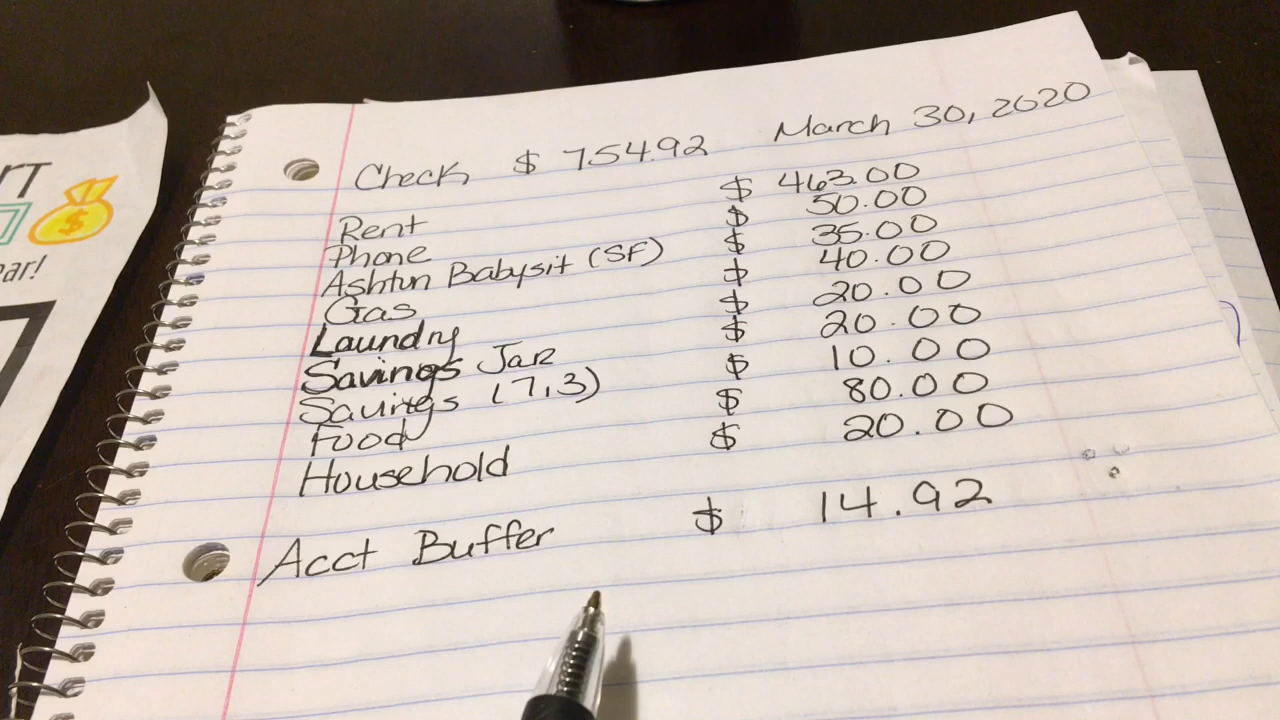 RT
$
ar!
Check $ 754.92 March 30, 2020
Rent $ 463.00
Phone $ 50.00
Ashtun Babysit (SF) $ 35.00
Gas $ 40.00
Laundry $ 20.00
Savings Jar $ 20.00
Savings (7,3) $ 10.00
Food $ 80.00
Household $ 20.00
Acct Buffer $ 14.92